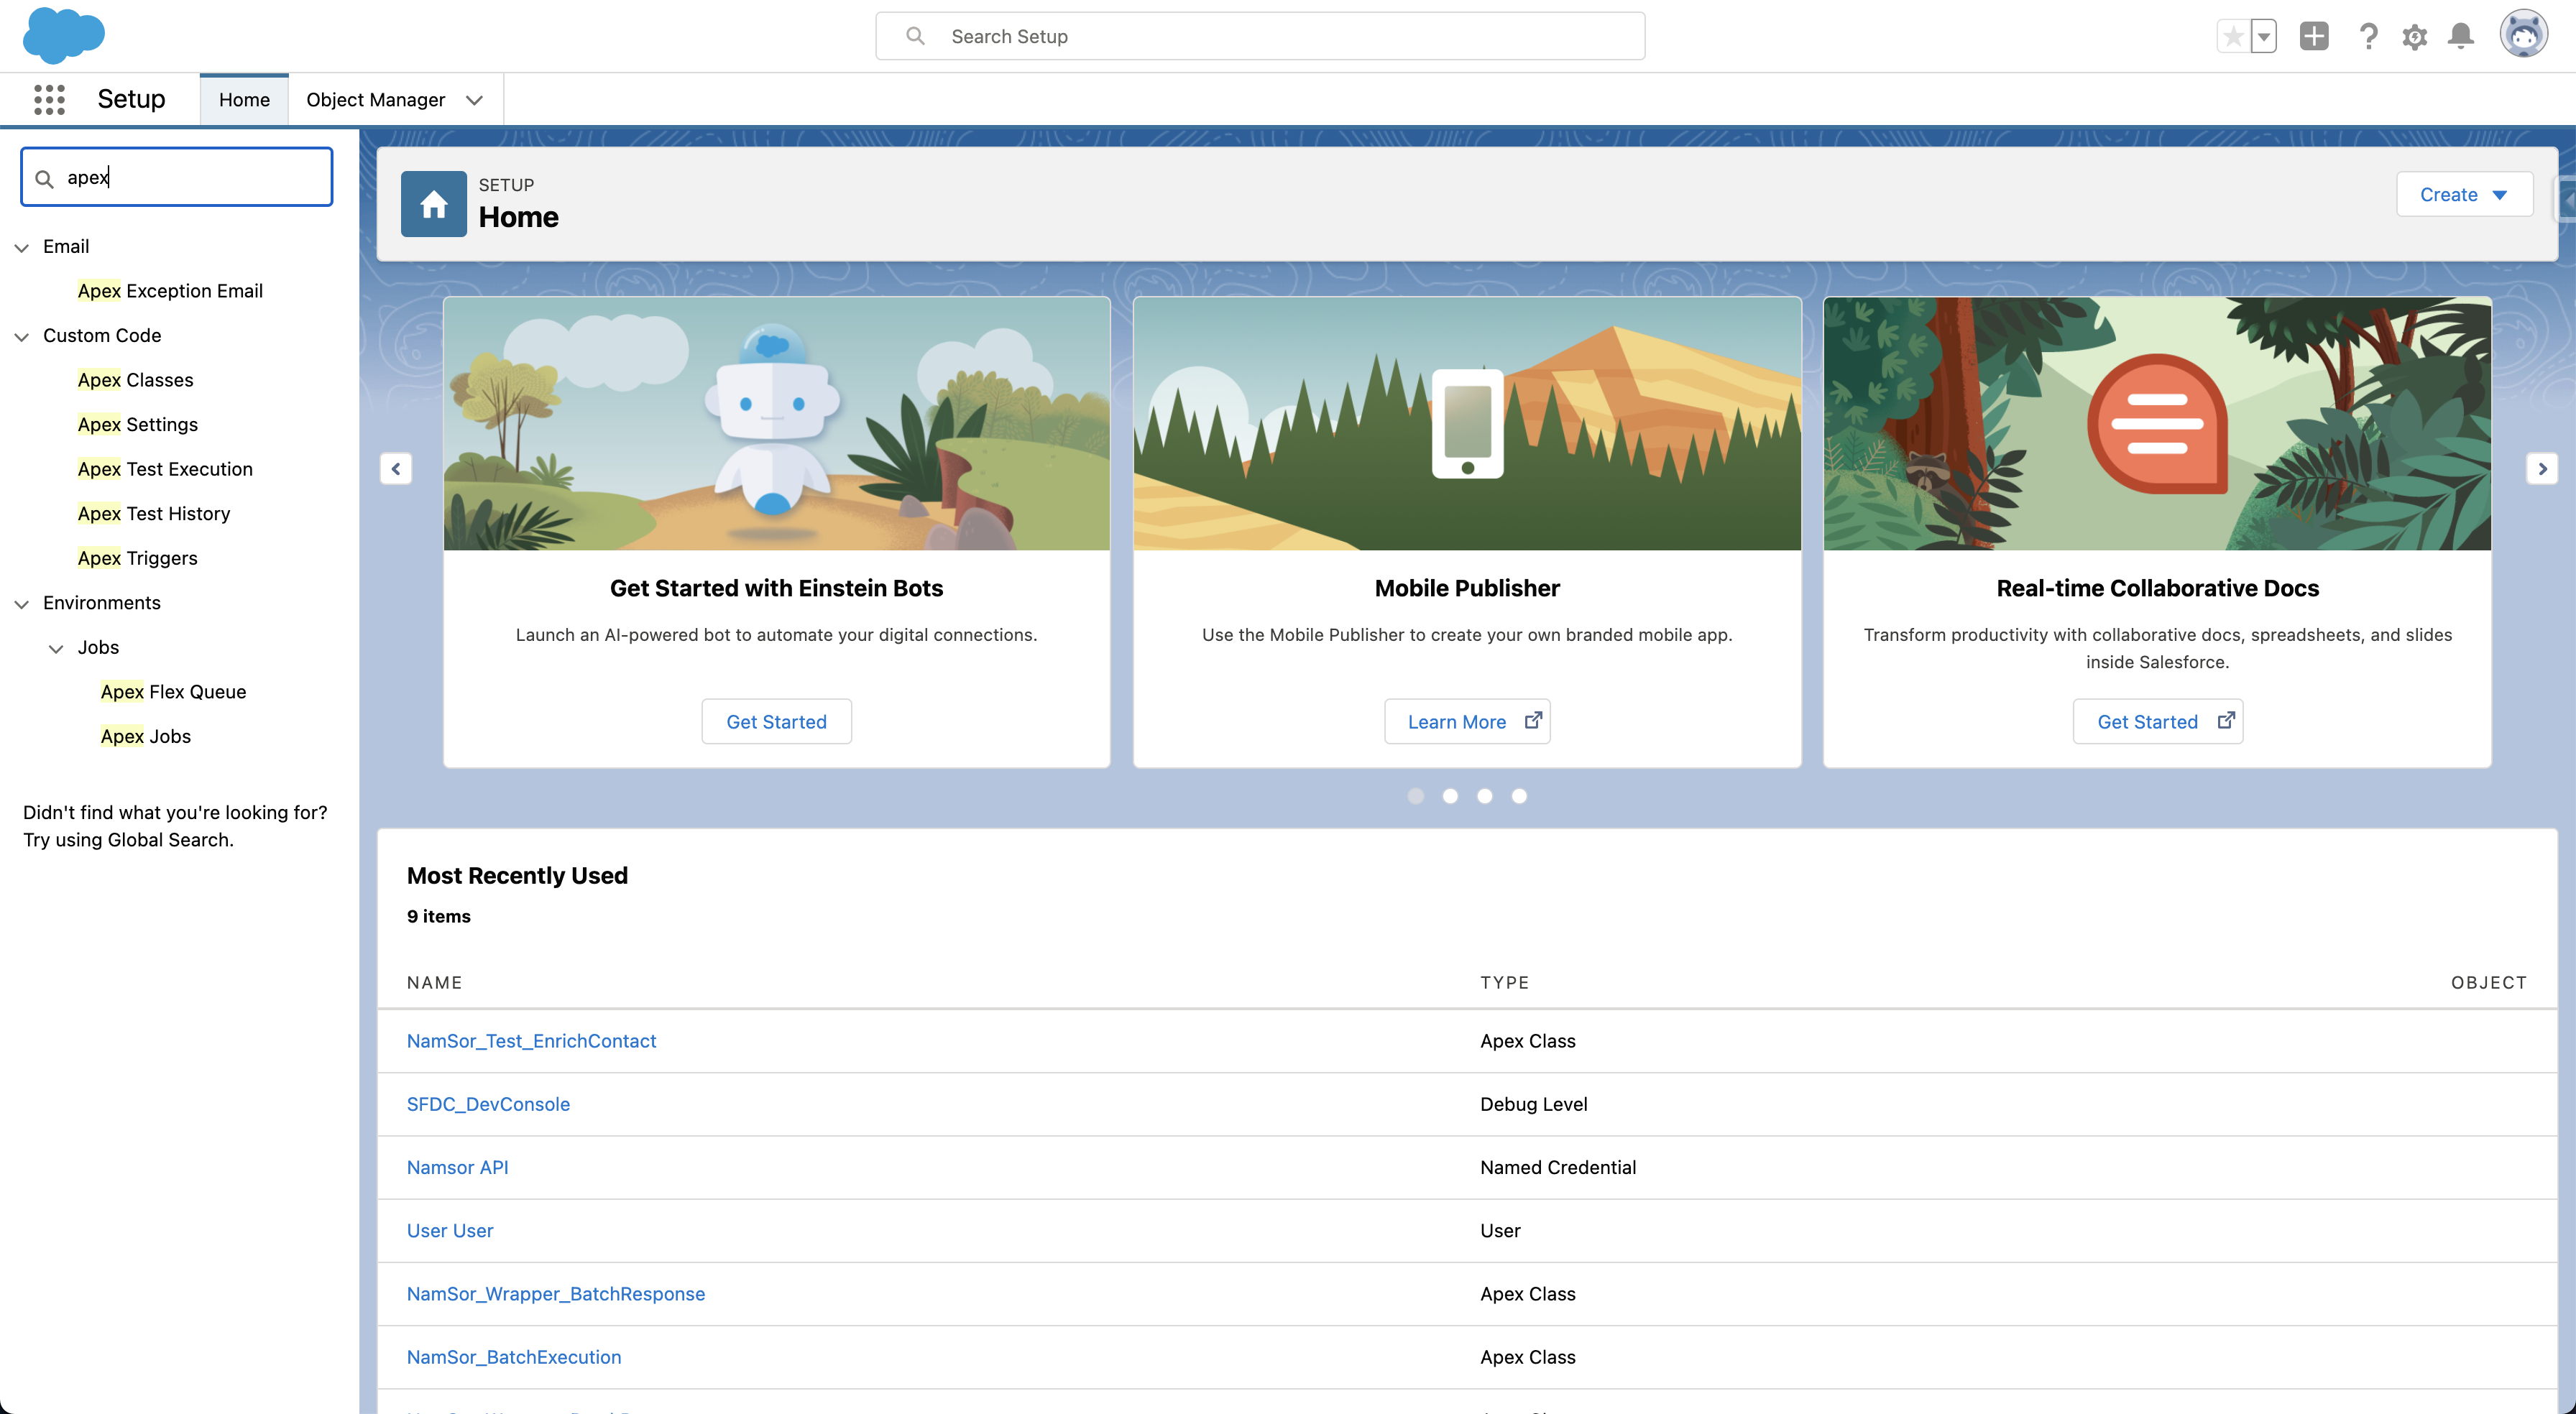 Search Setup
Setup
Home
Object Manager
apex
Email
Apex Exception Email
Custom Code
Apex Classes
Apex Settings
Apex Test Execution
Apex Test History
Apex Triggers
Environments
Jobs
Apex Flex Queue
Apex Jobs
Didn't find what you're looking for?
Try using Global Search.
SETUP
Home
Create
Get Started with Einstein Bots
Launch an AI-powered bot to automate your digital connections.
Get Started
Mobile Publisher
Use the Mobile Publisher to create your own branded mobile app.
Learn More
Real-time Collaborative Docs
Transform productivity with collaborative docs, spreadsheets, and slides
inside Salesforce.
Get Started
Most Recently Used
9 items
NAME TYPE OBJECT
NamSor_Test_EnrichContact Apex Class
SFDC_DevConsole Debug Level
Namsor API Named Credential
User User User
NamSor_Wrapper_BatchResponse Apex Class
NamSor_BatchExecution Apex Class